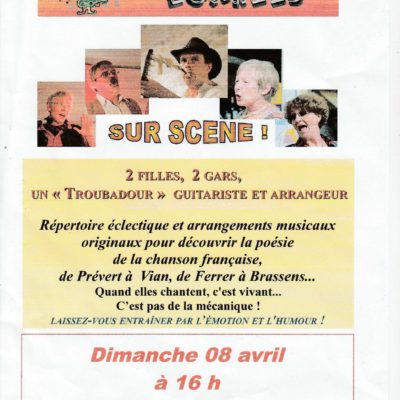 SUR SCENE !
2 FILLES, 2 GARS,
UN « TROUBADOUR » GUITARISTE ET ARRANGEUR
Répertoire éclectique et arrangements musicaux
originaux pour découvrir la poésie
de la chanson française,
de Prévert à Vian, de Ferrer à Brassens...
Quand elles chantent, c'est vivant...
C'est pas de la mécanique !
LAISSEZ-VOUS ENTRAÎNER PAR L'ÉMOTION ET L'HUMOUR !
Dimanche 08 avril
à 16 h